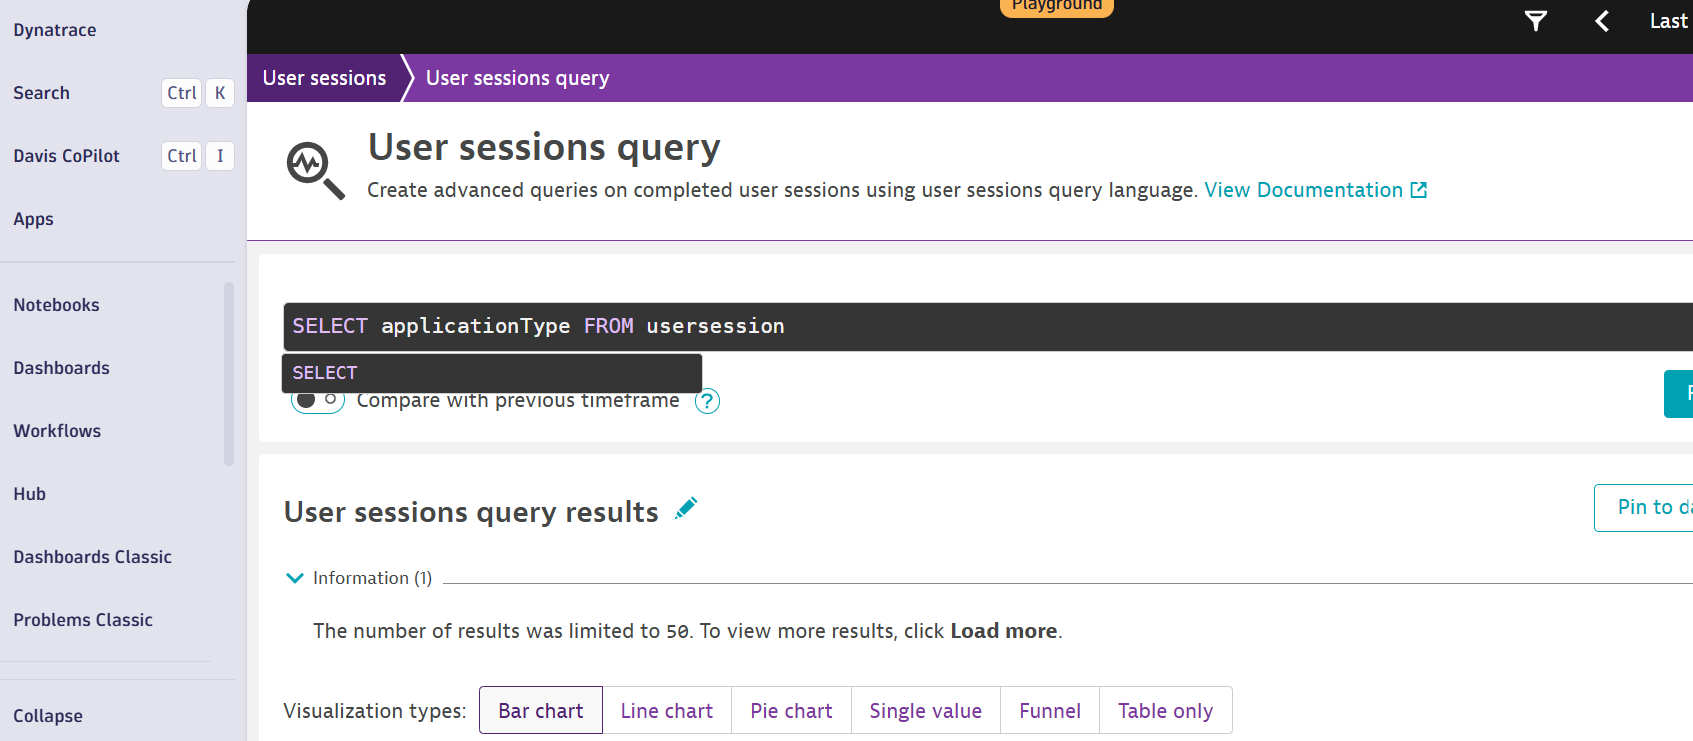 Dynatrace
Search Ctrl K
Davis CoPilot Ctrl I
Apps
Notebooks
Dashboards
Workflows
Hub
Dashboards Classic
Problems Classic
Collapse
Playground
Last
User sessions
User sessions query
User sessions query
Create advanced queries on completed user sessions using user sessions query language. View Documentation
SELECT applicationType FROM usersession
SELECT
Compare with previous timeframe ?
User sessions query results
Pin to da
Information (1)
The number of results was limited to 50. To view more results, click Load more.
Visualization types: Bar chart Line chart Pie chart Single value Funnel Table only